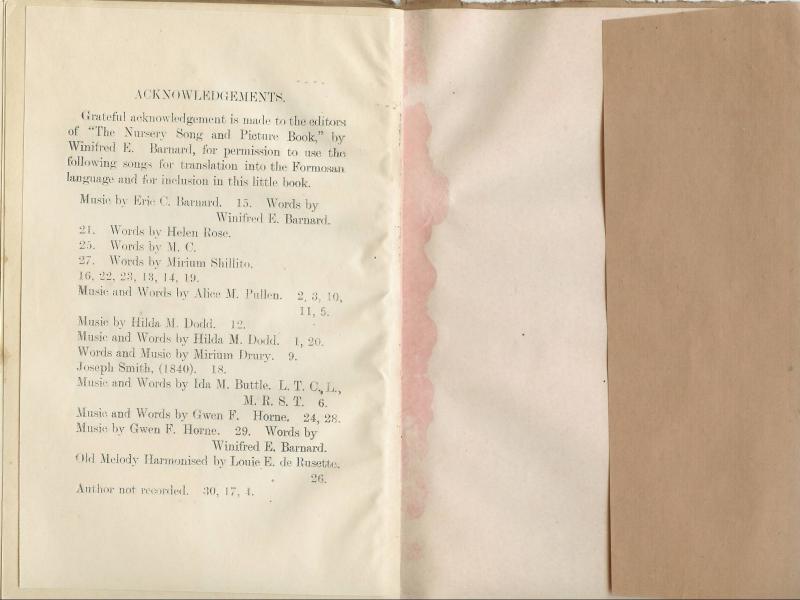 ACKNOWLEDGEMENTS.
Grateful acknowledgement is made to the editors
of "The Nursery Song and Picture Book," by
Winifred E. Barnard, for permission to use the
following songs for translation into the Formosan
language and for inclusion in this little book.
Music by Eric C. Barnard. 15. Words by
Winifred E. Barnard.
21. Words by Helen Rose.
25. Words by M. C.
27. Words by Mirium Shillito.
16, 22, 23, 13, 14, 19.
Music and Words by Alice M. Pullen. 2, 3, 10,
11, 5.
Music by Hilda M. Dodd. 12.
Music and Words by Hilda M. Dodd. 1, 20.
Words and Music by Mirium Drury. 9.
Joseph Smith, (1840). 18.
Music and Words by Ida M. Buttle. L. T. C., L.,
M. R. S. T. 6.
Music and Words by Gwen F. Horne. 24, 28.
Music by Gwen F. Horne. 29. Words by
Winifred E. Barnard.
Old Melody Harmonised by Louie E. de Rusette.
26.
Author not recorded. 30, 17, 4.